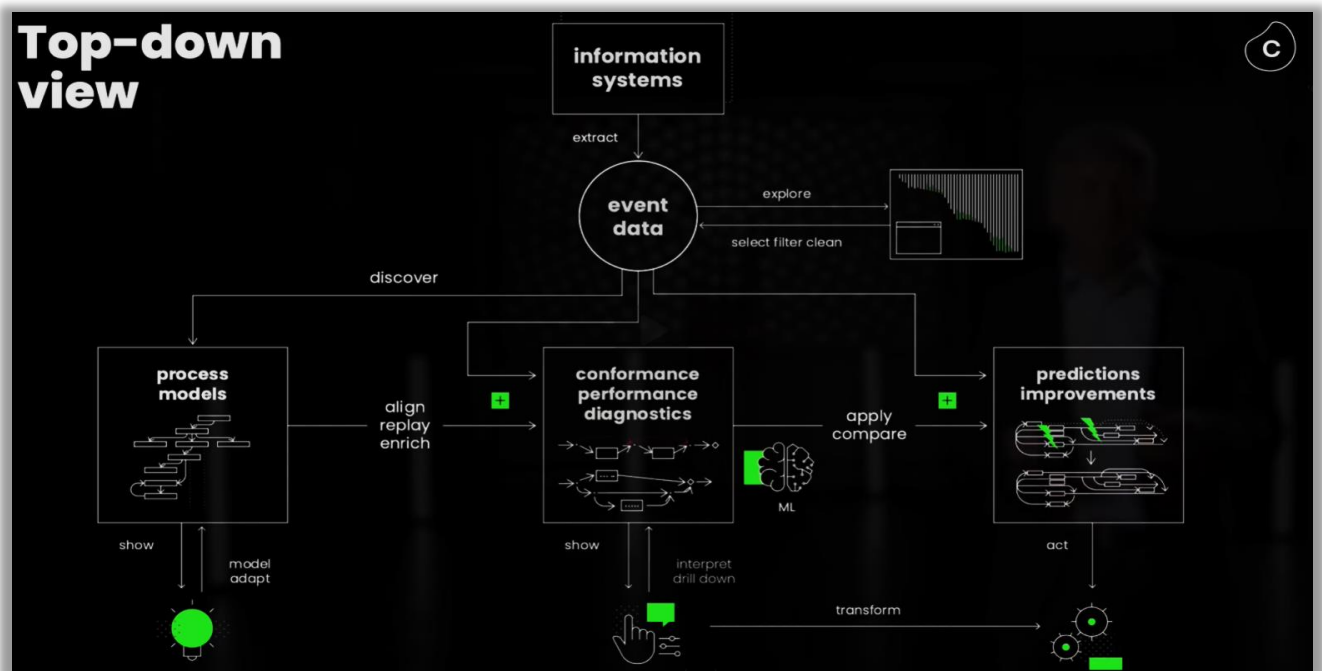 Top-down
view
C
information
systems
extract
event
data
explore
select filter clean
discover
process
models
align
replay
enrich
+
conformance
performance
diagnostics
apply
compare
+
predictions
improvements
ML
show
model
adapt
show
interpret
drill down
act
transform